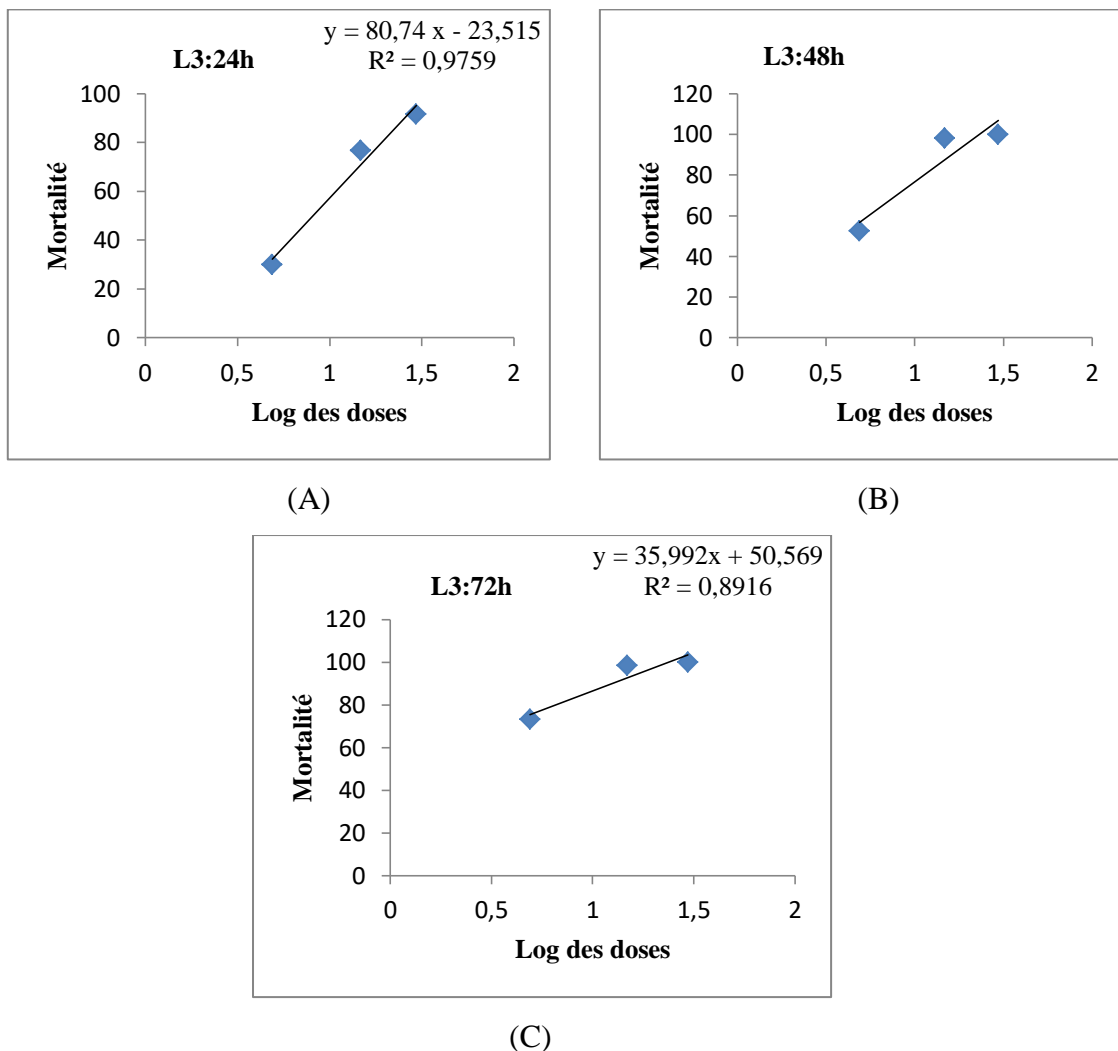 y = 80,74 x - 23,515
R² = 0,9759
L3:24h
100
80
60
40
20
0
0 0,5 1 1,5 2
Mortalité
Log des doses
(A)
L3:48h
120
100
80
60
40
20
0
0 0,5 1 1,5 2
Mortalité
Log des doses
(B)
y = 35,992x + 50,569
R² = 0,8916
L3:72h
120
100
80
60
40
20
0
0 0,5 1 1,5 2
Mortalité
Log des doses
(C)